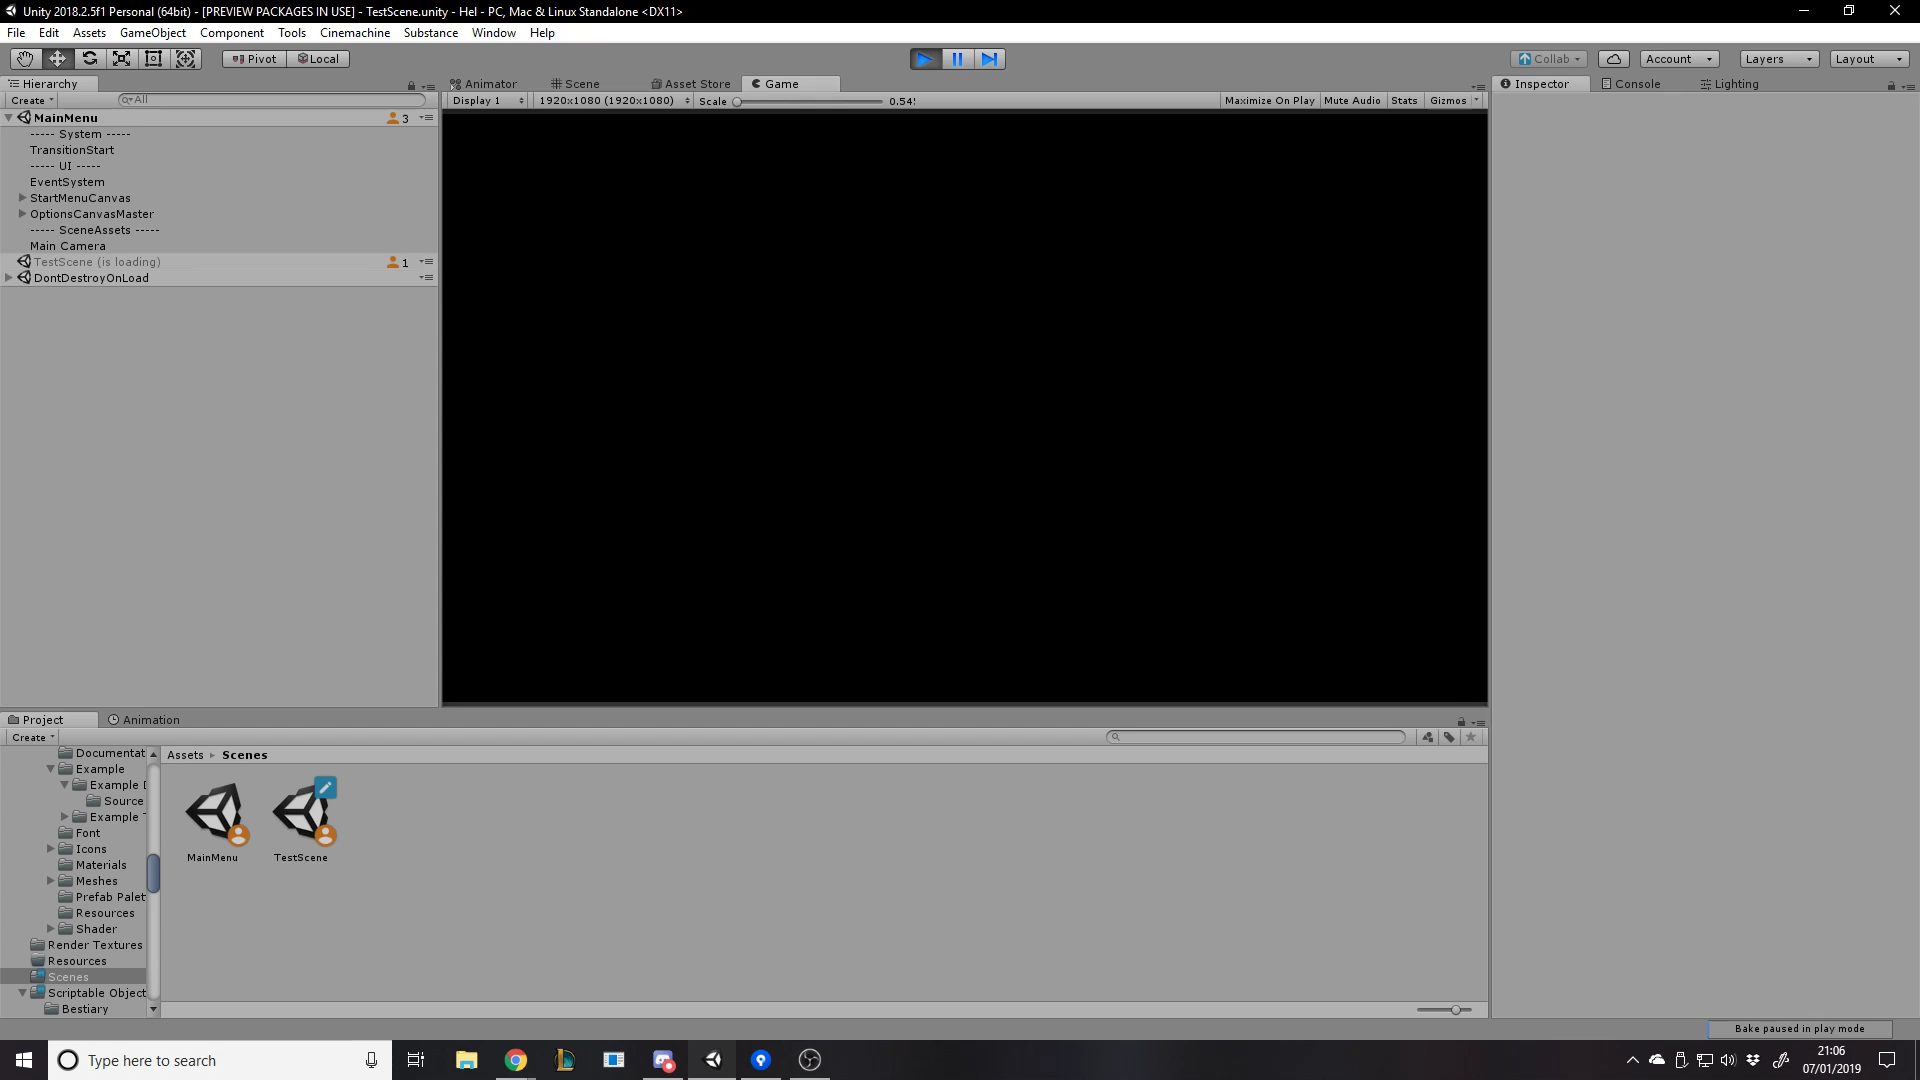 Unity 2018.2.5f1 Personal (64bit) - [PREVIEW PACKAGES IN USE] - TestScene.unity - Hel - PC, Mac & Linux Standalone <DX11>
File Edit Assets GameObject Component Tools Cinemachine Substance Window Help
Pivot Local
Collab Account Layers Layout
Hierarchy
Create All
MainMenu 3
----- System -----
TransitionStart
----- UI -----
EventSystem
StartMenuCanvas
OptionsCanvasMaster
----- SceneAssets -----
Main Camera
TestScene (is loading) 1
DontDestroyOnLoad
Animator Scene Asset Store Game
Display 1 1920x1080 (1920x1080) Scale 0.54! Maximize On Play Mute Audio Stats Gizmos
Inspector Console Lighting
Project Animation
Create
Documentat
Example
Example D
Source
Example T
Font
Icons
Materials
Meshes
Prefab Palet
Resources
Shader
Render Textures
Resources
Scenes
Scriptable Object
Bestiary
Assets Scenes
MainMenu TestScene
Bake paused in play mode
Type here to search
21:06
07/01/2019